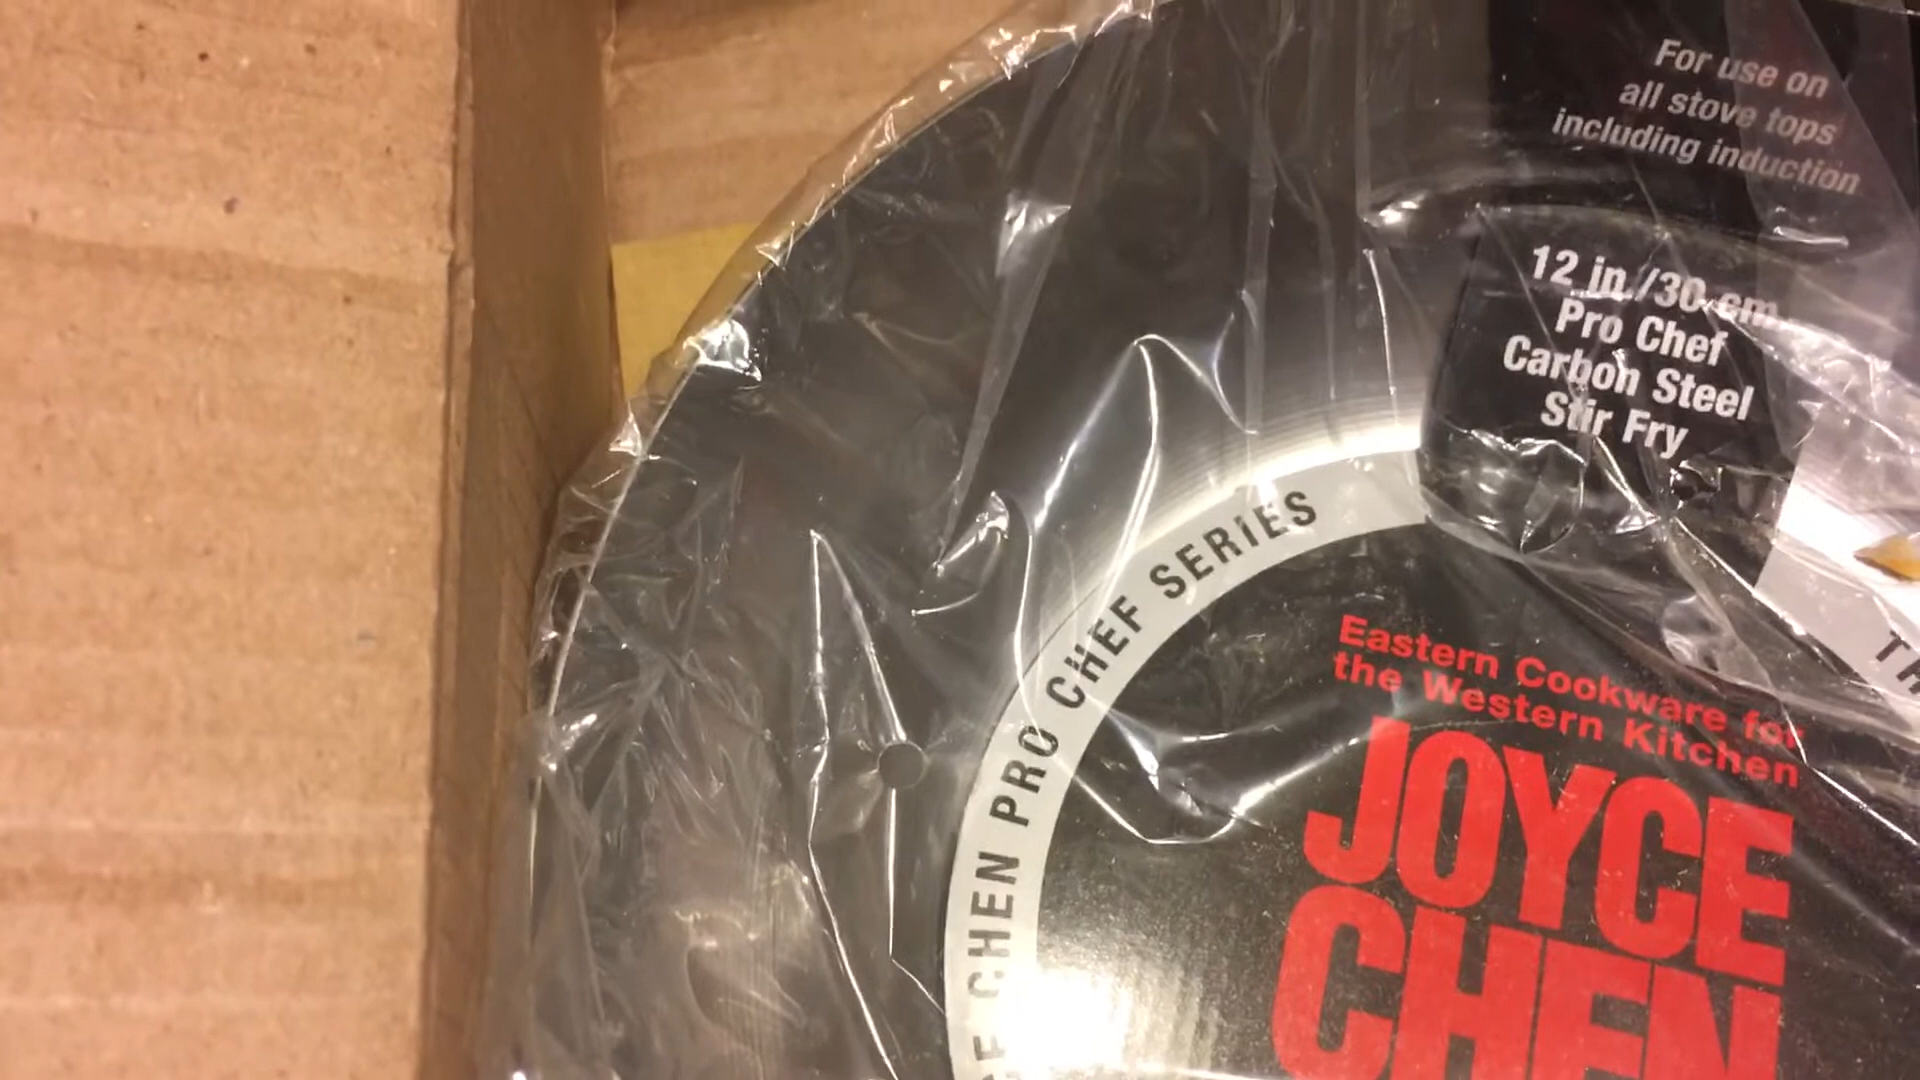 For use on
all stove tops
including induction
12 in./30 cm
Pro Chef
Carbon Steel
Stir Fry
CHEN PRO CHEF SERIES
Eastern Cookware for
the Western Kitchen
JOYCE
CHEN